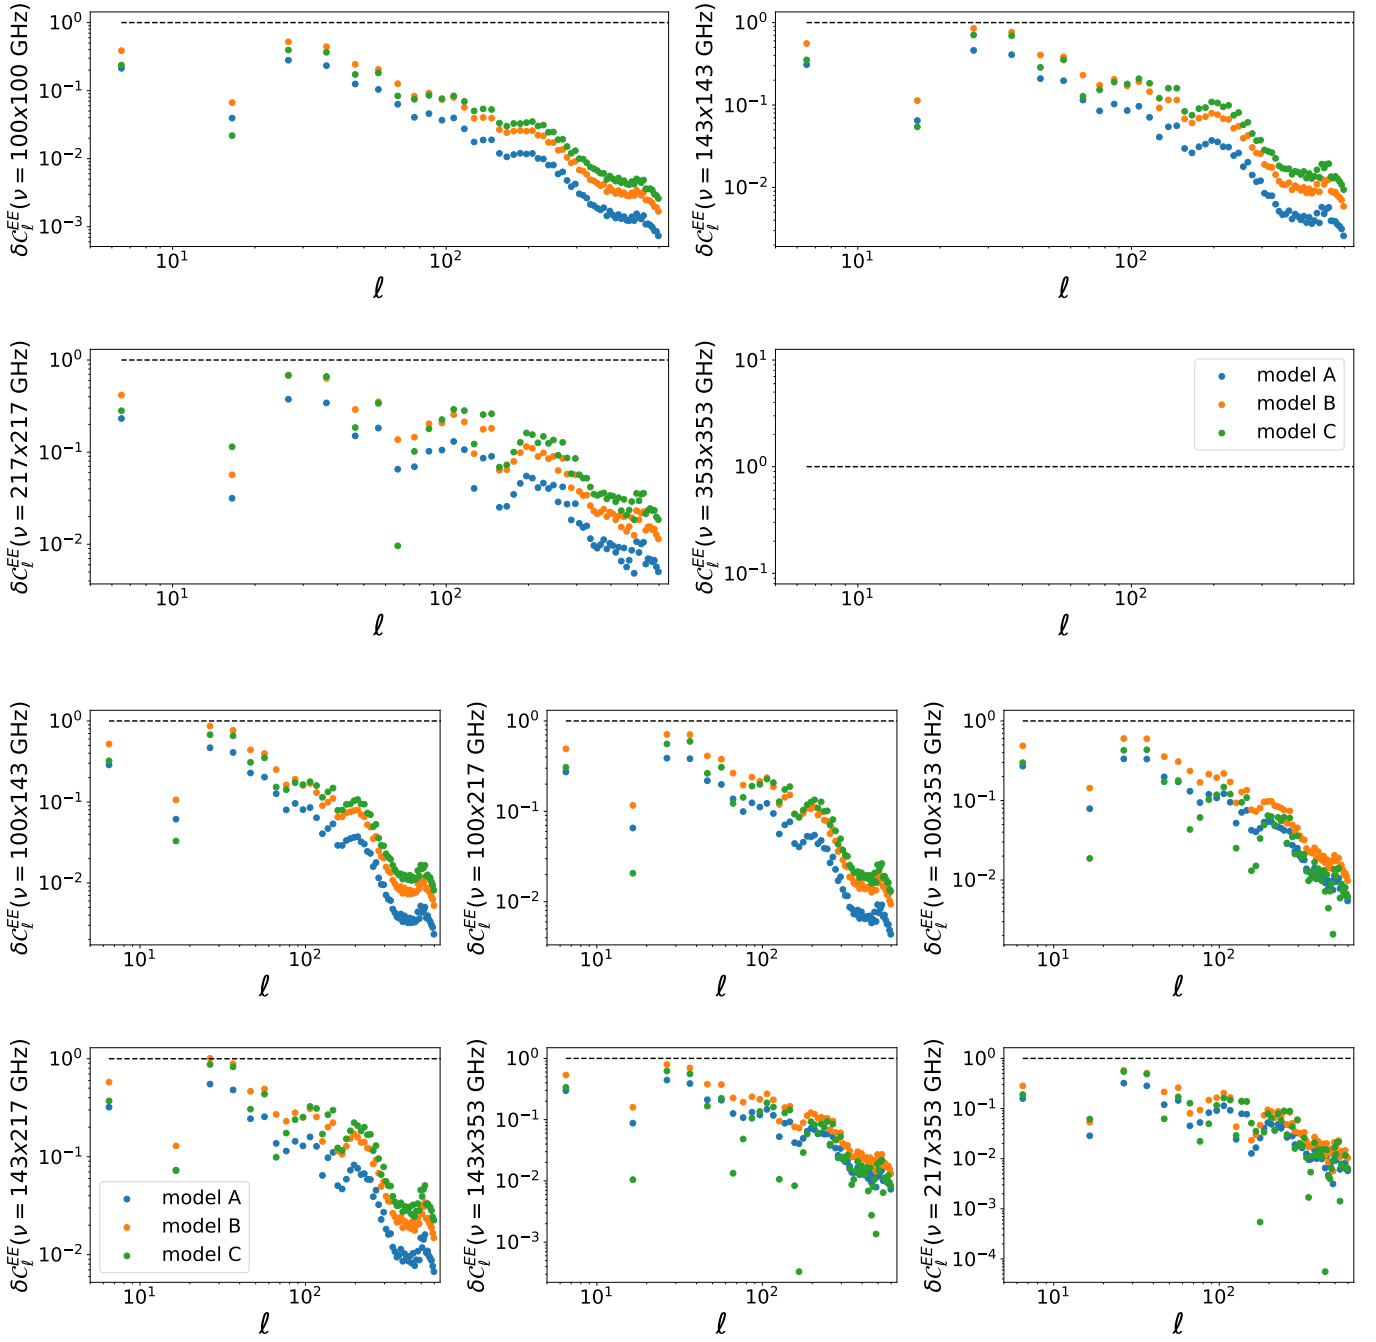 10⁰
10⁻¹
10⁻²
10⁻³
δC_ℓ^EE(ν = 100x100 GHz)
10¹ 10²
ℓ
10⁰
10⁻¹
10⁻²
δC_ℓ^EE(ν = 143x143 GHz)
10¹ 10²
ℓ
10⁰
10⁻¹
10⁻²
δC_ℓ^EE(ν = 217x217 GHz)
10¹ 10²
ℓ
10¹
10⁰
10⁻¹
δC_ℓ^EE(ν = 353x353 GHz)
model A
model B
model C
10¹ 10²
ℓ
10⁰
10⁻¹
10⁻²
δC_ℓ^EE(ν = 100x143 GHz)
10¹ 10²
ℓ
10⁰
10⁻¹
10⁻²
δC_ℓ^EE(ν = 100x217 GHz)
10¹ 10²
ℓ
10⁰
10⁻¹
10⁻²
δC_ℓ^EE(ν = 100x353 GHz)
10¹ 10²
ℓ
10⁰
10⁻¹
10⁻²
δC_ℓ^EE(ν = 143x217 GHz)
model A
model B
model C
10¹ 10²
ℓ
10⁰
10⁻¹
10⁻²
10⁻³
δC_ℓ^EE(ν = 143x353 GHz)
10¹ 10²
ℓ
10⁰
10⁻¹
10⁻²
10⁻³
10⁻⁴
δC_ℓ^EE(ν = 217x353 GHz)
10¹ 10²
ℓ